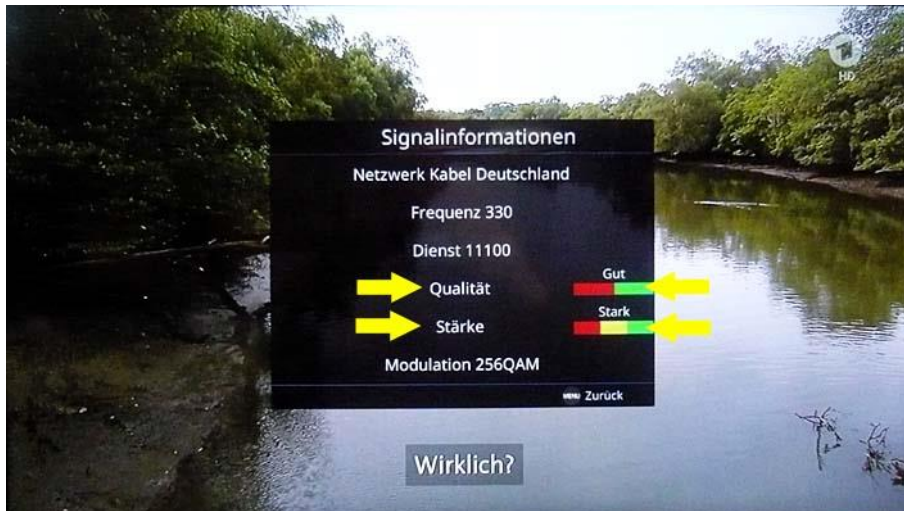 HD
Signalinformationen
Netzwerk Kabel Deutschland
Frequenz 330
Dienst 11100
Qualität
Gut
Stärke
Stark
Modulation 256QAM
MENU Zurück
Wirklich?